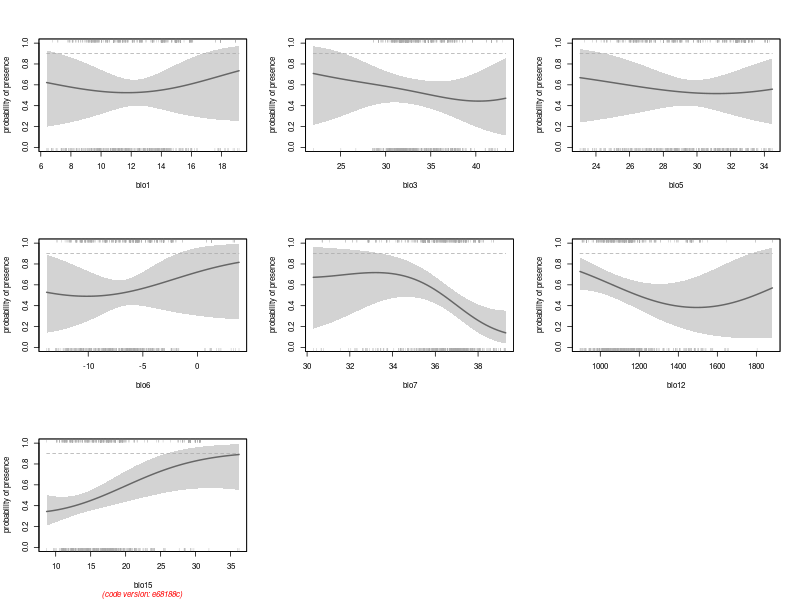 probability of presence
0.0 0.2 0.4 0.6 0.8 1.0
6 8 10 12 14 16 18
bio1
probability of presence
0.0 0.2 0.4 0.6 0.8 1.0
25 30 35 40
bio3
probability of presence
0.0 0.2 0.4 0.6 0.8 1.0
24 26 28 30 32 34
bio5
probability of presence
0.0 0.2 0.4 0.6 0.8 1.0
-10 -5 0
bio6
probability of presence
0.0 0.2 0.4 0.6 0.8 1.0
30 32 34 36 38
bio7
probability of presence
0.0 0.2 0.4 0.6 0.8 1.0
1000 1200 1400 1600 1800
bio12
probability of presence
0.0 0.2 0.4 0.6 0.8 1.0
10 15 20 25 30 35
bio15
(code version: e68188c)